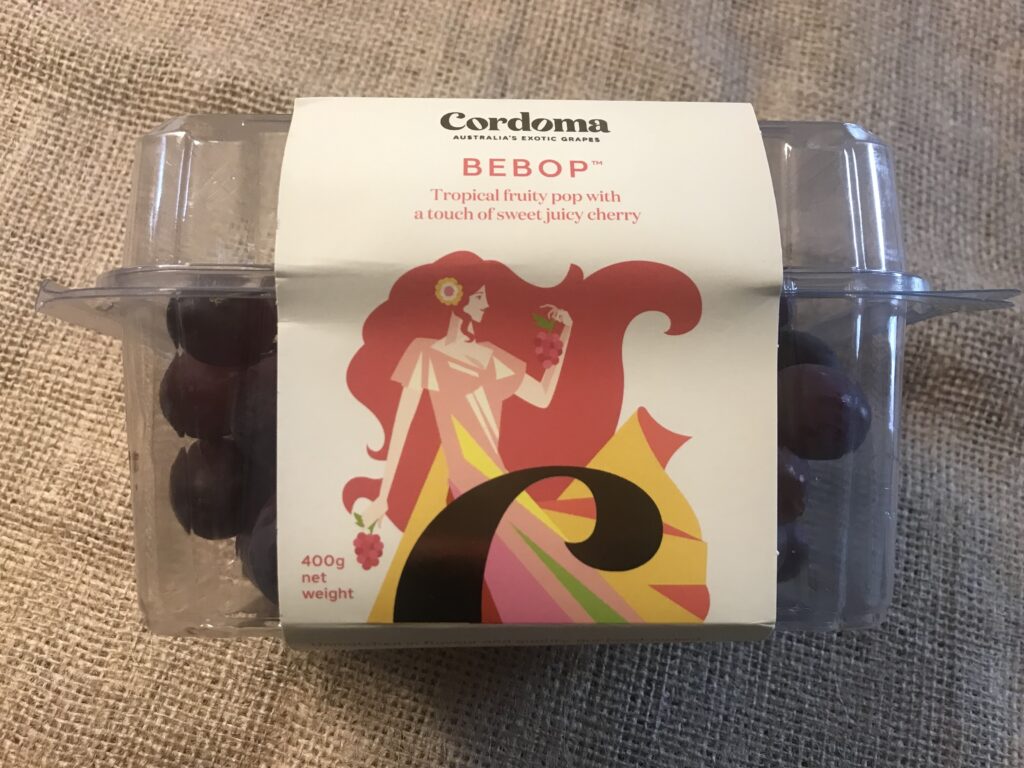 Cordoma
AUSTRALIA'S EXOTIC GRAPES
BEBOP™
Tropical fruity pop with
a touch of sweet juicy cherry
400g
net
weight